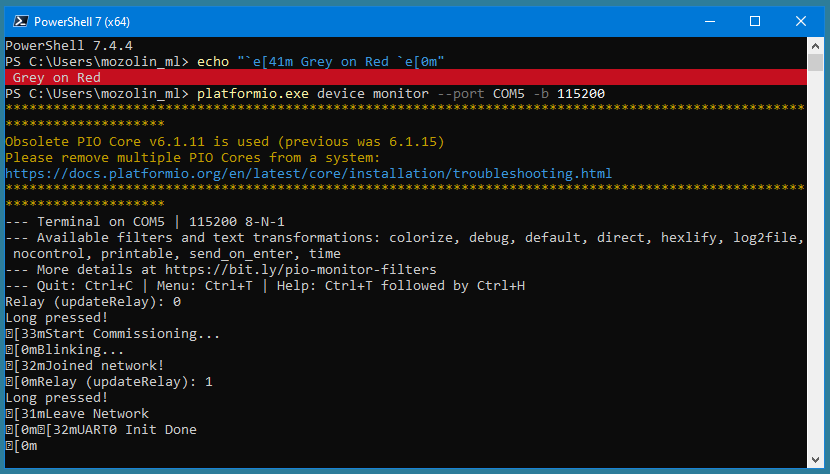 PowerShell 7 (x64)
PowerShell 7.4.4
PS C:\Users\mozolin_ml> echo "`e[41m Grey on Red `e[0m"
Grey on Red
PS C:\Users\mozolin_ml> platformio.exe device monitor --port COM5 -b 115200
****************************************************************************************************
********************
Obsolete PIO Core v6.1.11 is used (previous was 6.1.15)
Please remove multiple PIO Cores from a system:
https://docs.platformio.org/en/latest/core/installation/troubleshooting.html
****************************************************************************************************
********************
--- Terminal on COM5 | 115200 8-N-1
--- Available filters and text transformations: colorize, debug, default, direct, hexlify, log2file,
nocontrol, printable, send_on_enter, time
--- More details at https://bit.ly/pio-monitor-filters
--- Quit: Ctrl+C | Menu: Ctrl+T | Help: Ctrl+T followed by Ctrl+H
Relay (updateRelay): 0
Long pressed!
⍰[33mStart Commissioning...
⍰[0mBlinking...
⍰[32mJoined network!
⍰[0mRelay (updateRelay): 1
Long pressed!
⍰[31mLeave Network
⍰[0m⍰[32mUART0 Init Done
⍰[0m